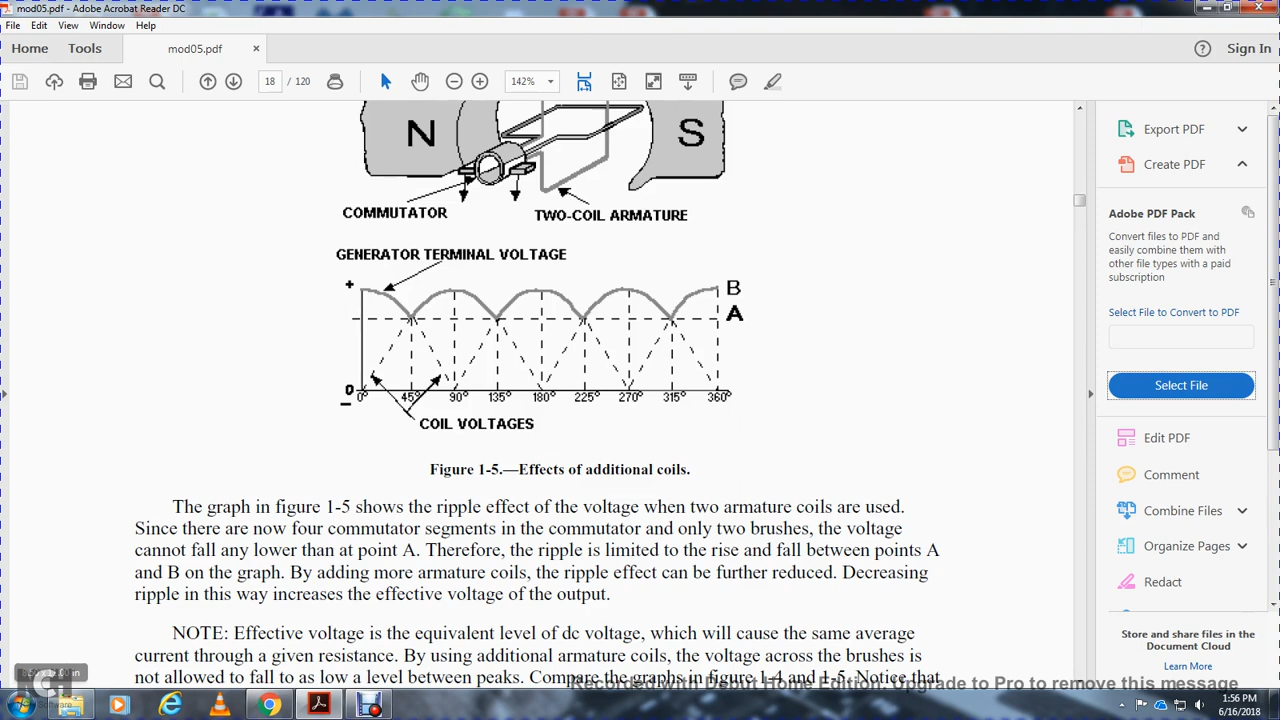 mod05.pdf - Adobe Acrobat Reader DC
File Edit View Window Help
Home Tools mod05.pdf × Sign In
18 / 120 142%
N S
COMMUTATOR TWO-COIL ARMATURE
GENERATOR TERMINAL VOLTAGE
+ B
A
0
0° 45° 90° 135° 180° 225° 270° 315° 360°
–
COIL VOLTAGES
Figure 1-5.—Effects of additional coils.
The graph in figure 1-5 shows the ripple effect of the voltage when two armature coils are used.
Since there are now four commutator segments in the commutator and only two brushes, the voltage
cannot fall any lower than at point A. Therefore, the ripple is limited to the rise and fall between points A
and B on the graph. By adding more armature coils, the ripple effect can be further reduced. Decreasing
ripple in this way increases the effective voltage of the output.
NOTE: Effective voltage is the equivalent level of dc voltage, which will cause the same average
current through a given resistance. By using additional armature coils, the voltage across the brushes is
not allowed to fall to as low a level between peaks. Compare the graphs in figure 1-4 and 1-5. Notice that
Export PDF
Create PDF
Adobe PDF Pack
Convert files to PDF and
easily combine them with
other file types with a paid
subscription
Select File to Convert to PDF
Select File
Edit PDF
Comment
Combine Files
Organize Pages
Redact
Store and share files in the
Document Cloud
Learn More
Upgrade to Pro to remove this message
1:56 PM
6/16/2018